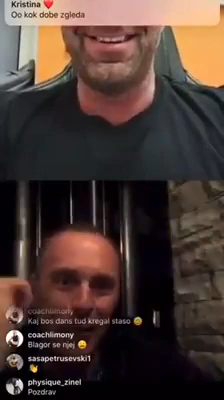 Kristina ❤️
Oo kok dobe zgleda
coachlimony
Kaj bos dans tud kregal staso 🤓
coachlimony
Blagor se njej 😄
sasapetrusevski1
👏
physique_zinel
Pozdrav